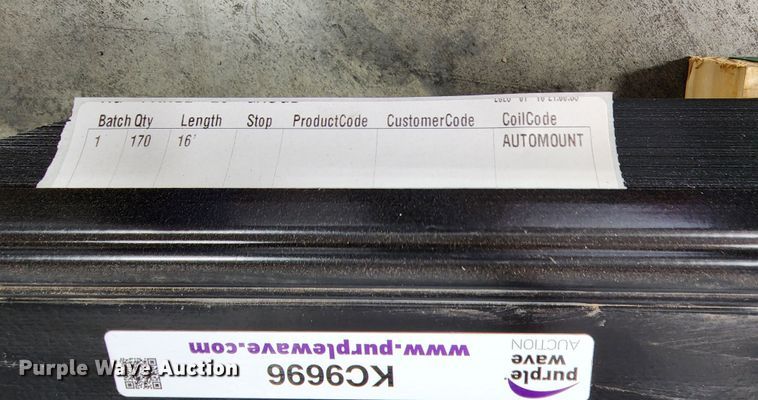 Batch Qty Length Stop ProductCode CustomerCode CoilCode
1 170 16' AUTOMOUNT
www.purplewave.com
KC9696
purple wave
AUCTION
Purple Wave Auction